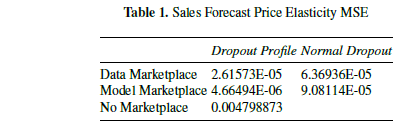 Table 1. Sales Forecast Price Elasticity MSE
Dropout Profile Normal Dropout
Data Marketplace 2.61573E-05 6.36936E-05
Model Marketplace 4.66494E-06 9.08114E-05
No Marketplace 0.004798873